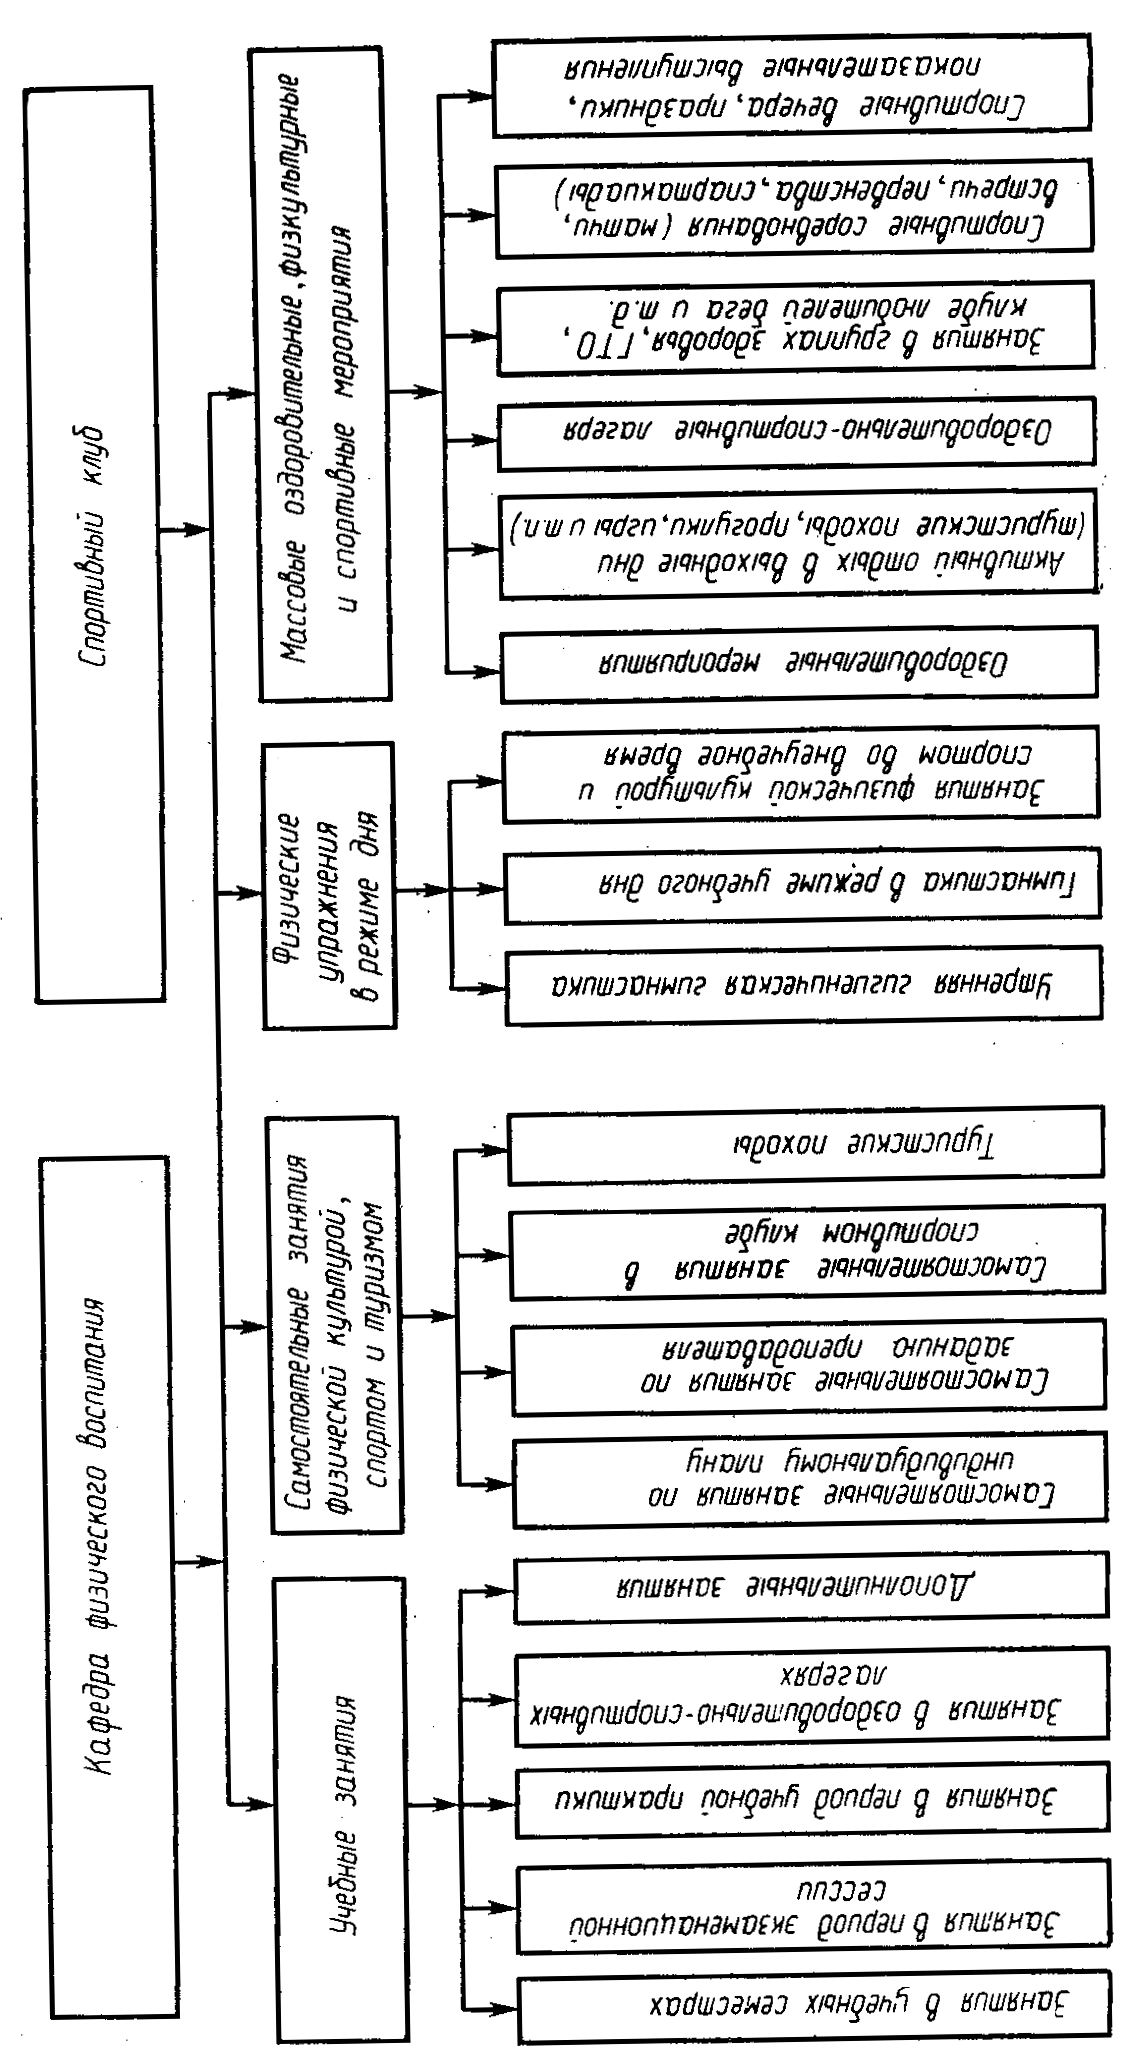 Кафедра физического воспитания
Спортивный клуб
Учебные занятия
Самостоятельные занятия
физической культурой,
спортом и туризмом
Физические
упражнения
в режиме дня
Массовые оздоровительные, физкультурные
и спортивные мероприятия
Занятия в учебных семестрах
Занятия в период экзаменационной
сессии
Занятия в период учебной практики
Занятия в оздоровительно-спортивных
лагерях
Дополнительные занятия
Самостоятельные занятия по
индивидуальному плану
Самостоятельные занятия по
заданию преподавателя
Самостоятельные занятия в
спортивном клубе
Туристские походы
Утренняя гигиеническая гимнастика
Гимнастика в режиме учебного дня
Занятия физической культурой и
спортом во внеучебное время
Оздоровительные мероприятия
Активный отдых в выходные дни
(туристские походы, прогулки, игры и т.п.)
Оздоровительно-спортивные лагеря
Занятия в группах здоровья, ГТО,
клубе любителей бега и т.д.
Спортивные соревнования (матчи,
встречи, первенства, спартакиады)
Спортивные вечера, праздники,
показательные выступления